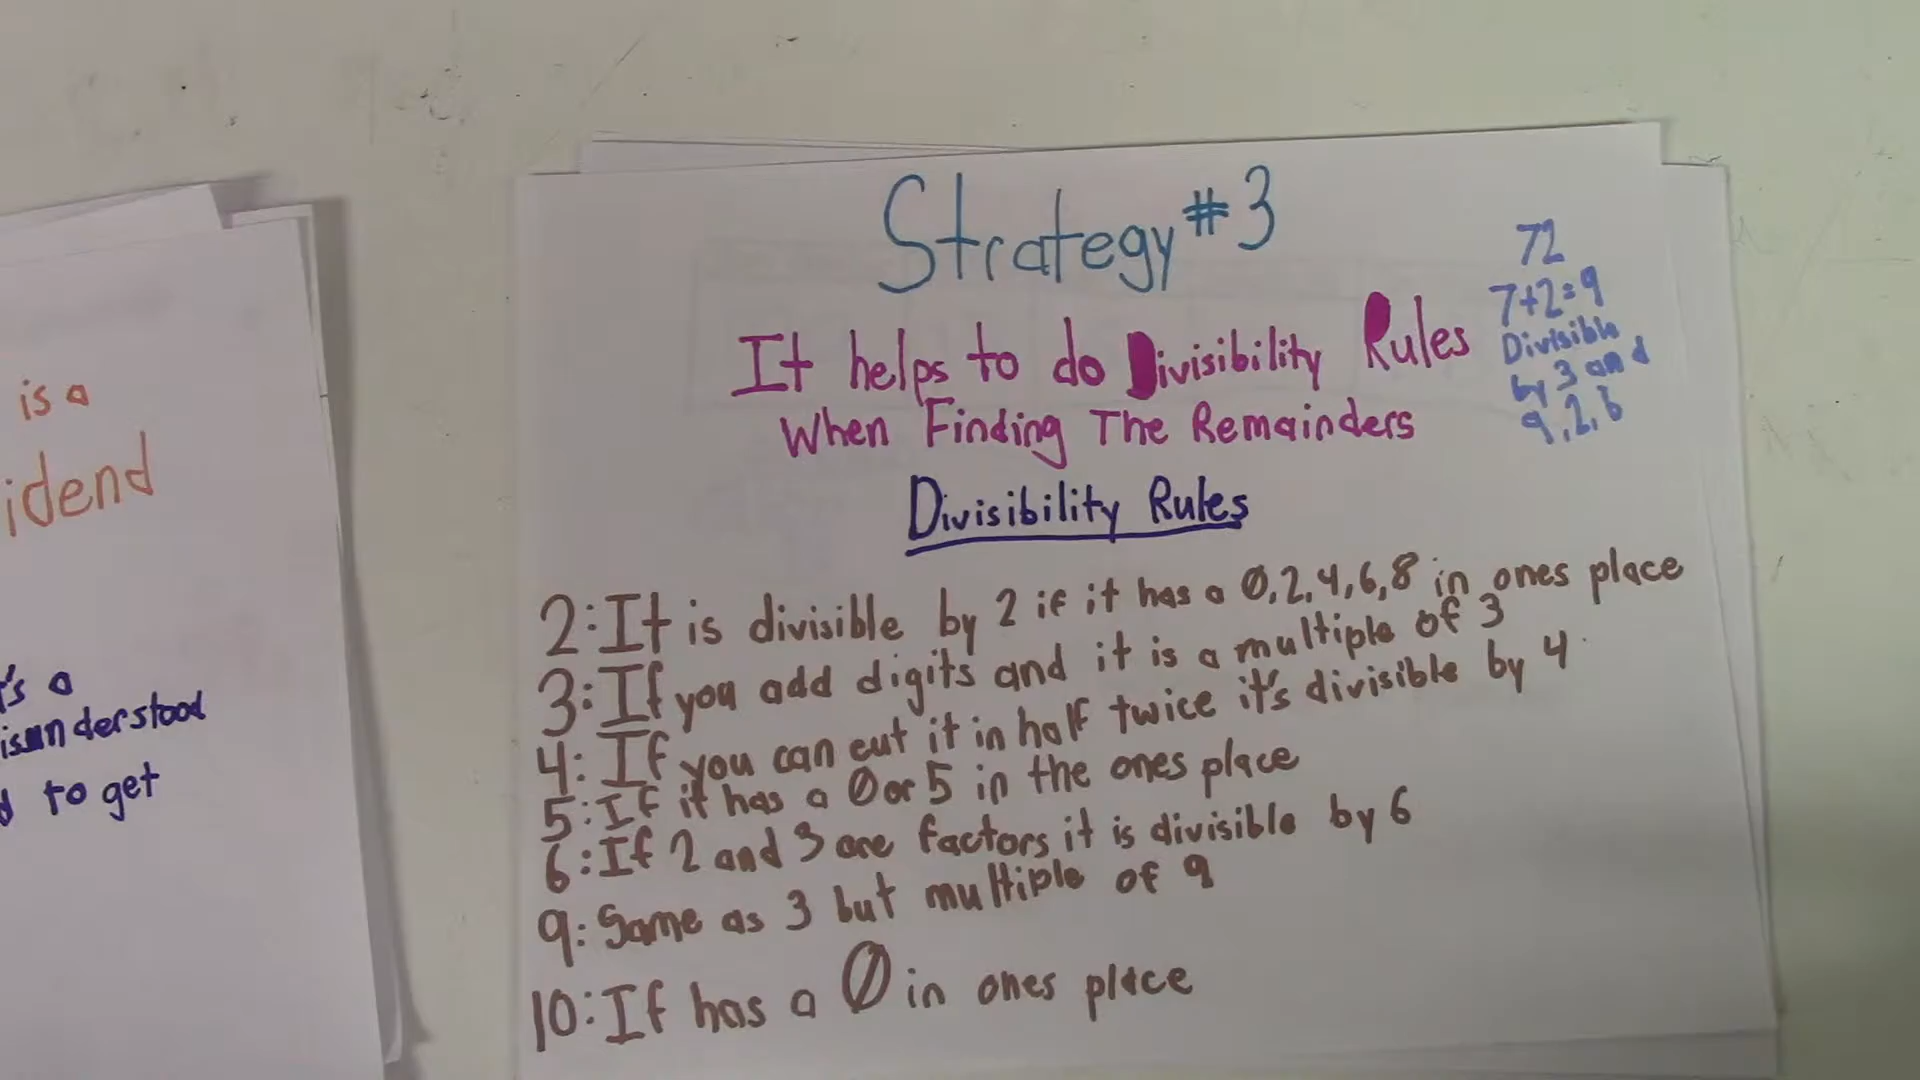 is a
idend
's a
isunderstood
to get
Strategy #3
It helps to do Divisibility Rules
When Finding The Remainders
72
7+2=9
Divisible
by 3 and
9,2,6
Divisibility Rules
2: It is divisible by 2 if it has a 0,2,4,6,8 in ones place
3: If you add digits and it is a multiple of 3
4: If you can cut it in half twice it's divisible by 4
5: If it has a 0 or 5 in the ones place
6: If 2 and 3 are factors it is divisible by 6
9: Same as 3 but multiple of 9
10: If has a 0 in ones place